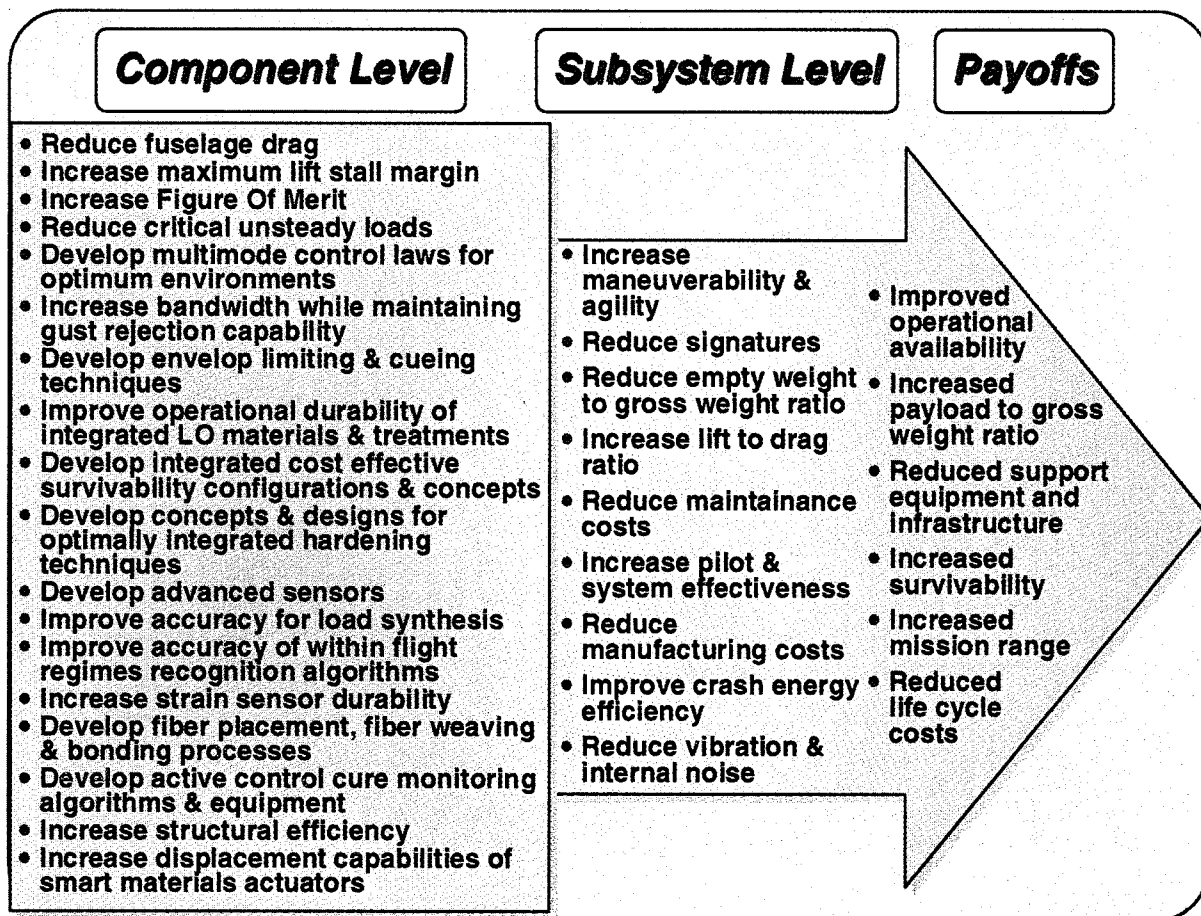 Component Level
Subsystem Level
Payoffs
• Reduce fuselage drag
• Increase maximum lift stall margin
• Increase Figure Of Merit
• Reduce critical unsteady loads
• Develop multimode control laws for
optimum environments
• Increase bandwidth while maintaining
gust rejection capability
• Develop envelop limiting & cueing
techniques
• Improve operational durability of
integrated LO materials & treatments
• Develop integrated cost effective
survivability configurations & concepts
• Develop concepts & designs for
optimally integrated hardening
techniques
• Develop advanced sensors
• Improve accuracy for load synthesis
• Improve accuracy of within flight
regimes recognition algorithms
• Increase strain sensor durability
• Develop fiber placement, fiber weaving
& bonding processes
• Develop active control cure monitoring
algorithms & equipment
• Increase structural efficiency
• Increase displacement capabilities of
smart materials actuators
• Increase
maneuverability &
agility
• Reduce signatures
• Reduce empty weight
to gross weight ratio
• Increase lift to drag
ratio
• Reduce maintainance
costs
• Increase pilot &
system effectiveness
• Reduce
manufacturing costs
• Improve crash energy
efficiency
• Reduce vibration &
internal noise
• Improved
operational
availability
• Increased
payload to gross
weight ratio
• Reduced support
equipment and
infrastructure
• Increased
survivability
• Increased
mission range
• Reduced
life cycle
costs